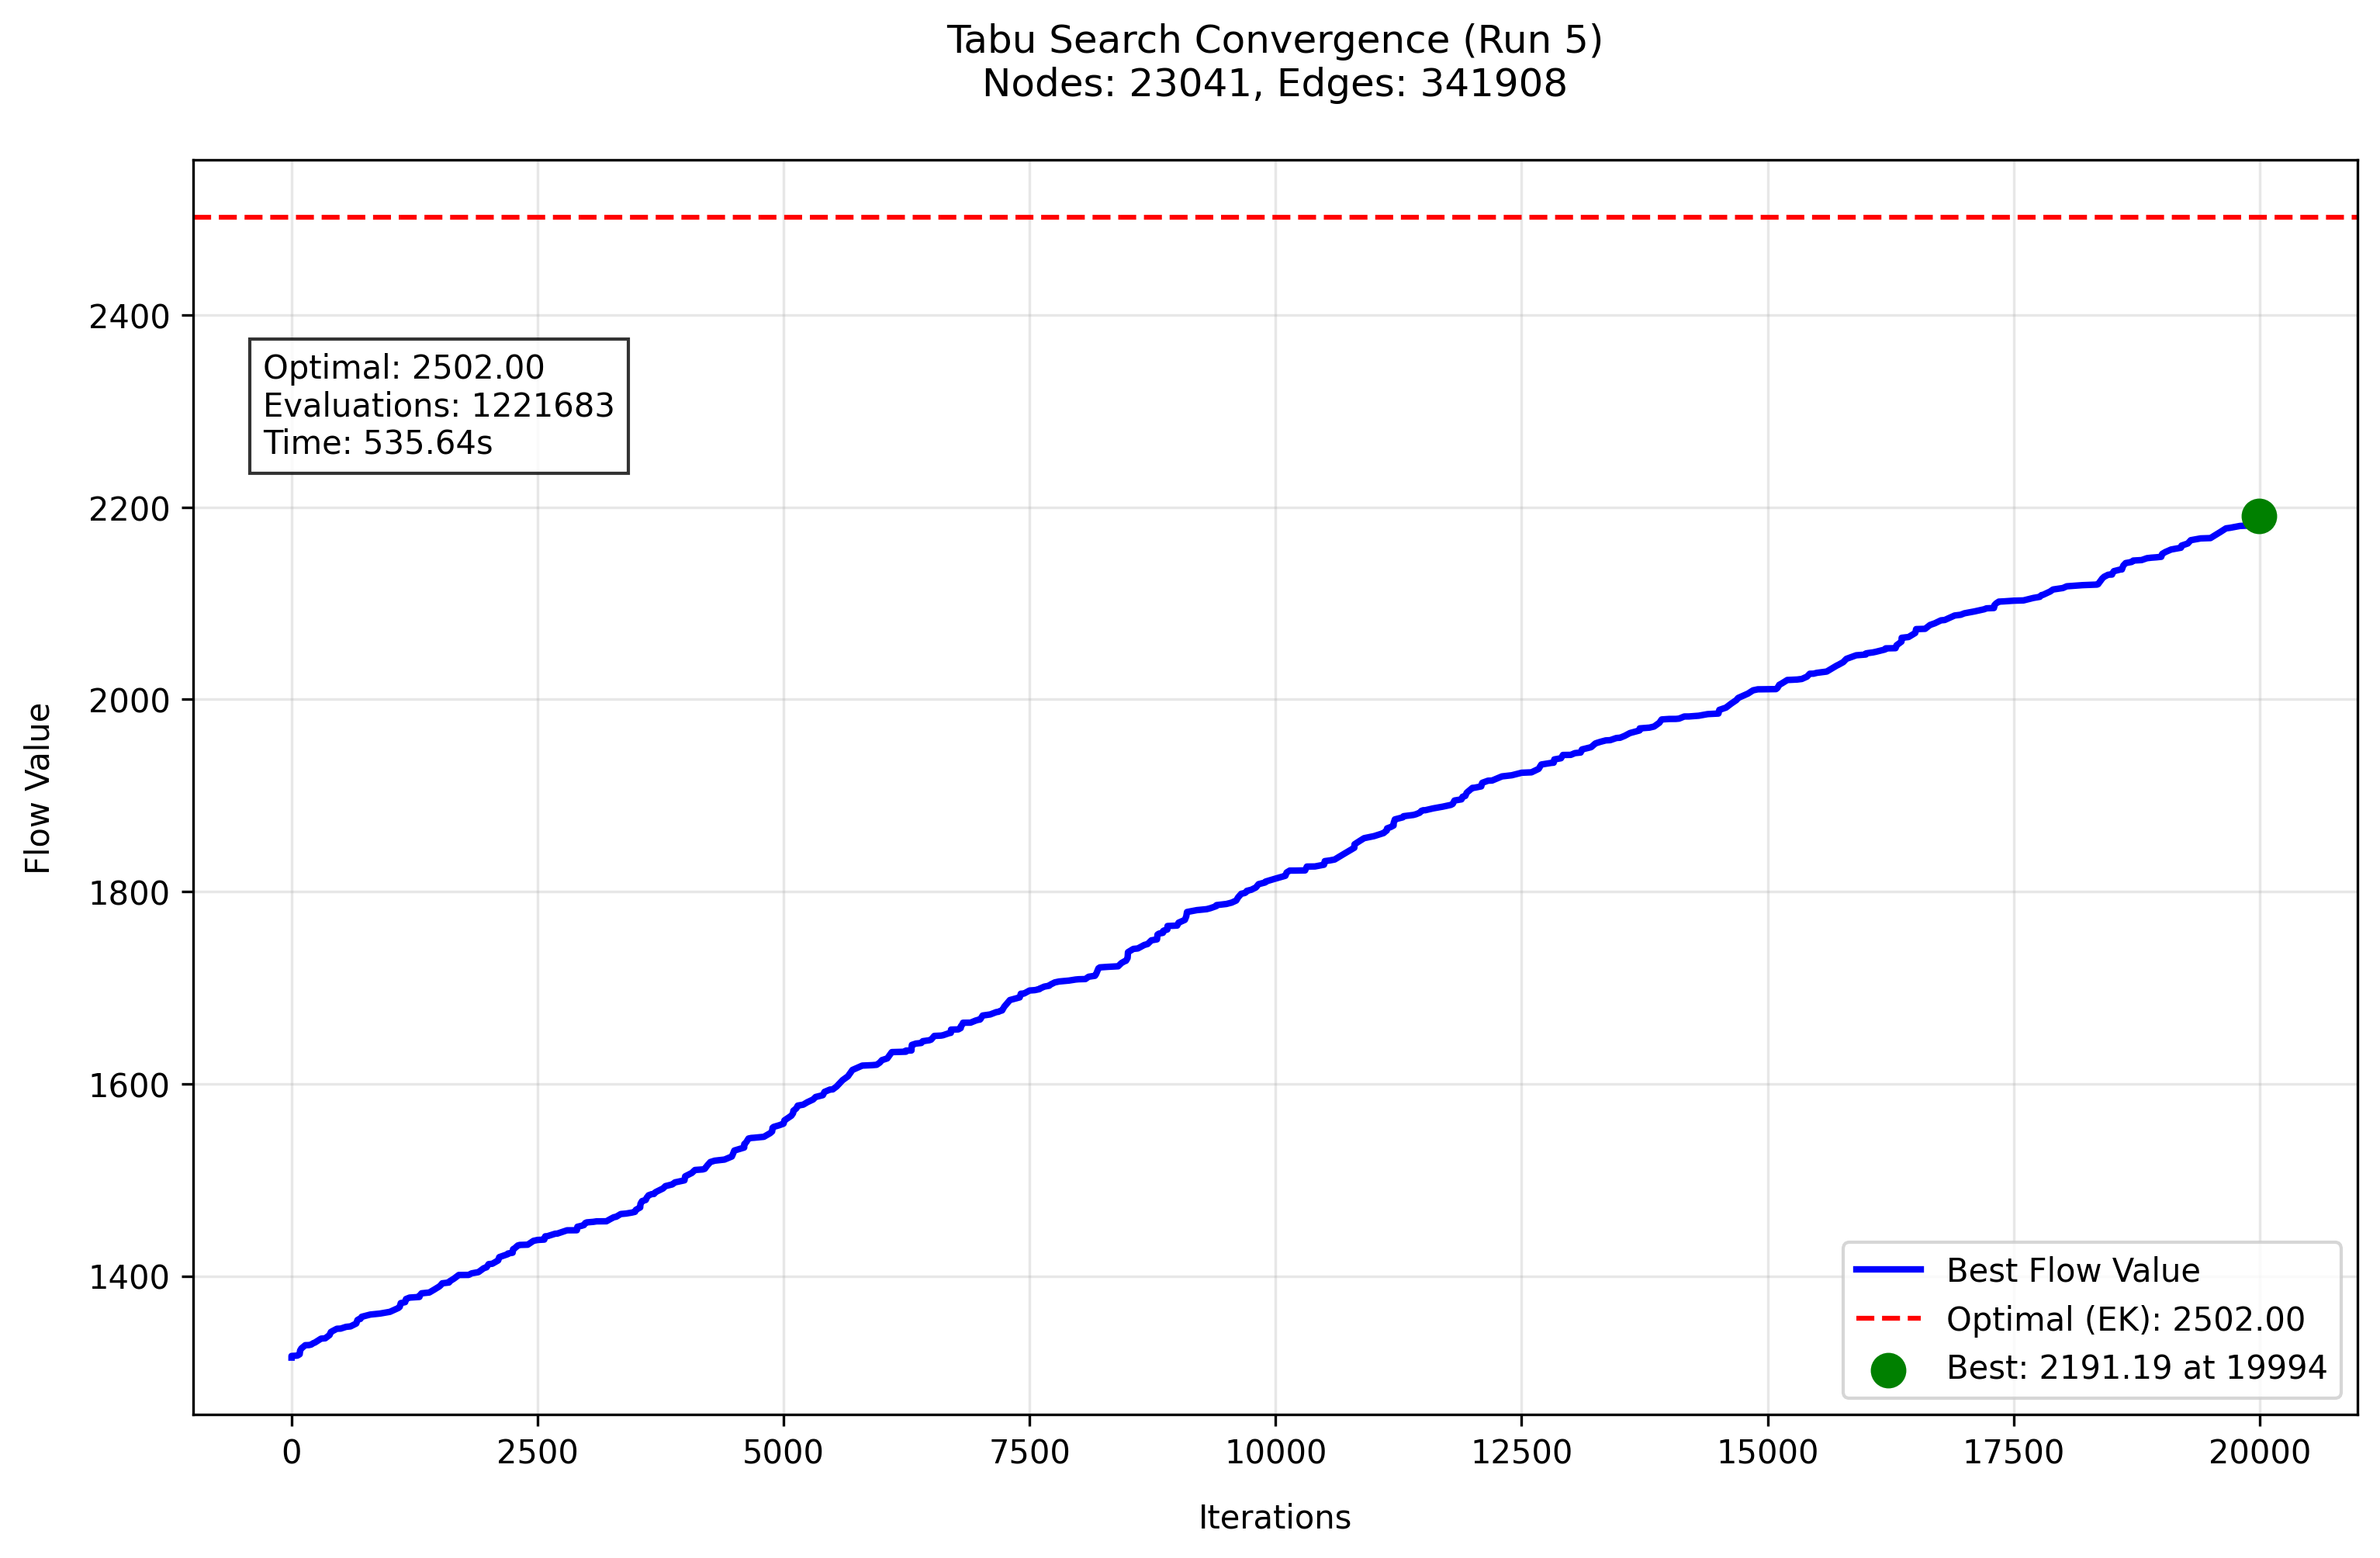 Tabu Search Convergence (Run 5)
Nodes: 23041, Edges: 341908
Flow Value
2400
2200
2000
1800
1600
1400
Optimal: 2502.00
Evaluations: 1221683
Time: 535.64s
Best Flow Value
Optimal (EK): 2502.00
Best: 2191.19 at 19994
0 2500 5000 7500 10000 12500 15000 17500 20000
Iterations